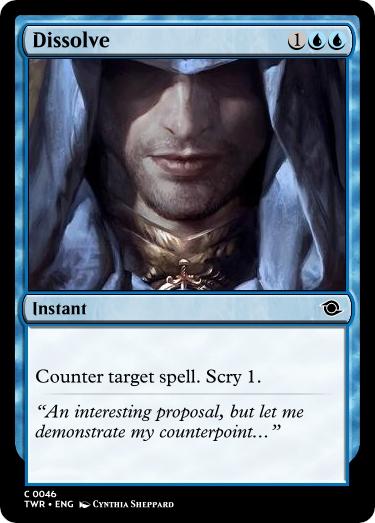 Dissolve 1
Instant
Counter target spell. Scry 1.
“An interesting proposal, but let me
demonstrate my counterpoint…”
C 0046
TWR • ENG Cynthia Sheppard